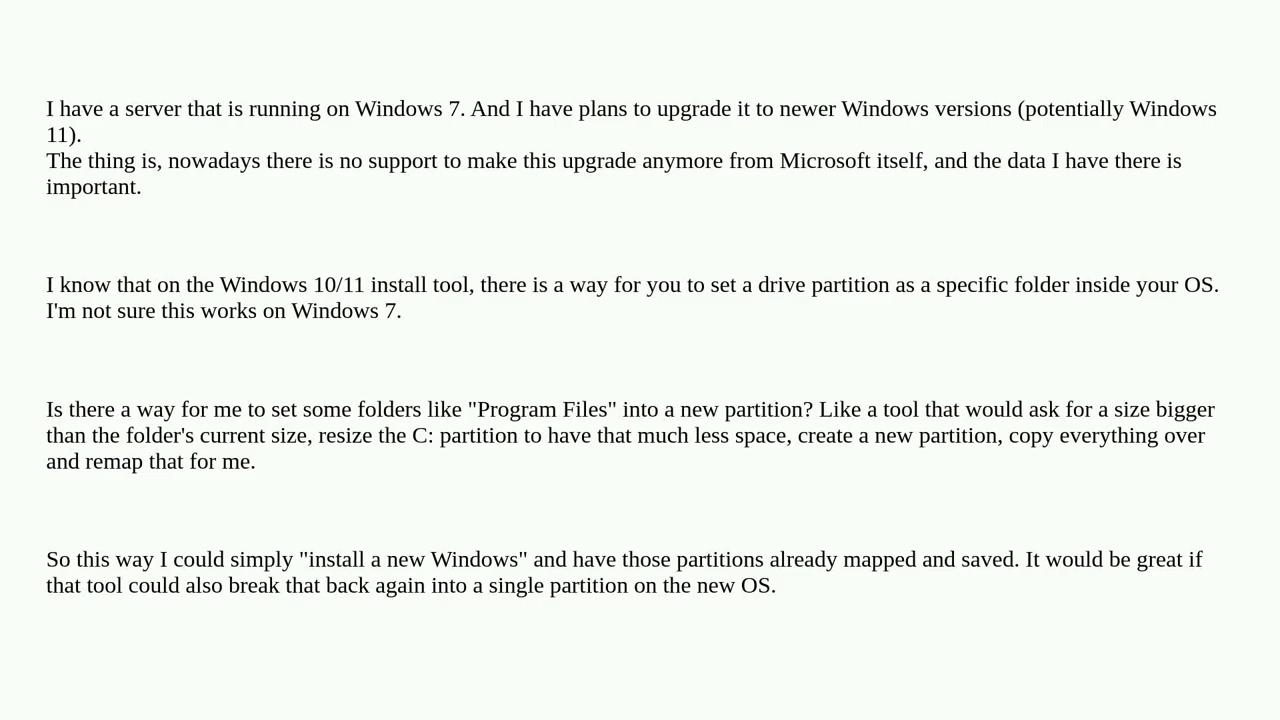 I have a server that is running on Windows 7. And I have plans to upgrade it to newer Windows versions (potentially Windows
11).
The thing is, nowadays there is no support to make this upgrade anymore from Microsoft itself, and the data I have there is
important.
I know that on the Windows 10/11 install tool, there is a way for you to set a drive partition as a specific folder inside your OS.
I'm not sure this works on Windows 7.
Is there a way for me to set some folders like "Program Files" into a new partition? Like a tool that would ask for a size bigger
than the folder's current size, resize the C: partition to have that much less space, create a new partition, copy everything over
and remap that for me.
So this way I could simply "install a new Windows" and have those partitions already mapped and saved. It would be great if
that tool could also break that back again into a single partition on the new OS.